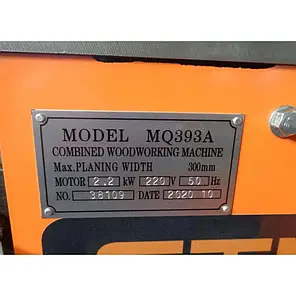 MODEL MQ393A
COMBINED WOODWORKING MACHINE
Max. PLANING WIDTH 300mm
MOTOR 2.2 kW 220 V 50 Hz
NO. 38109 DATE 2020 10